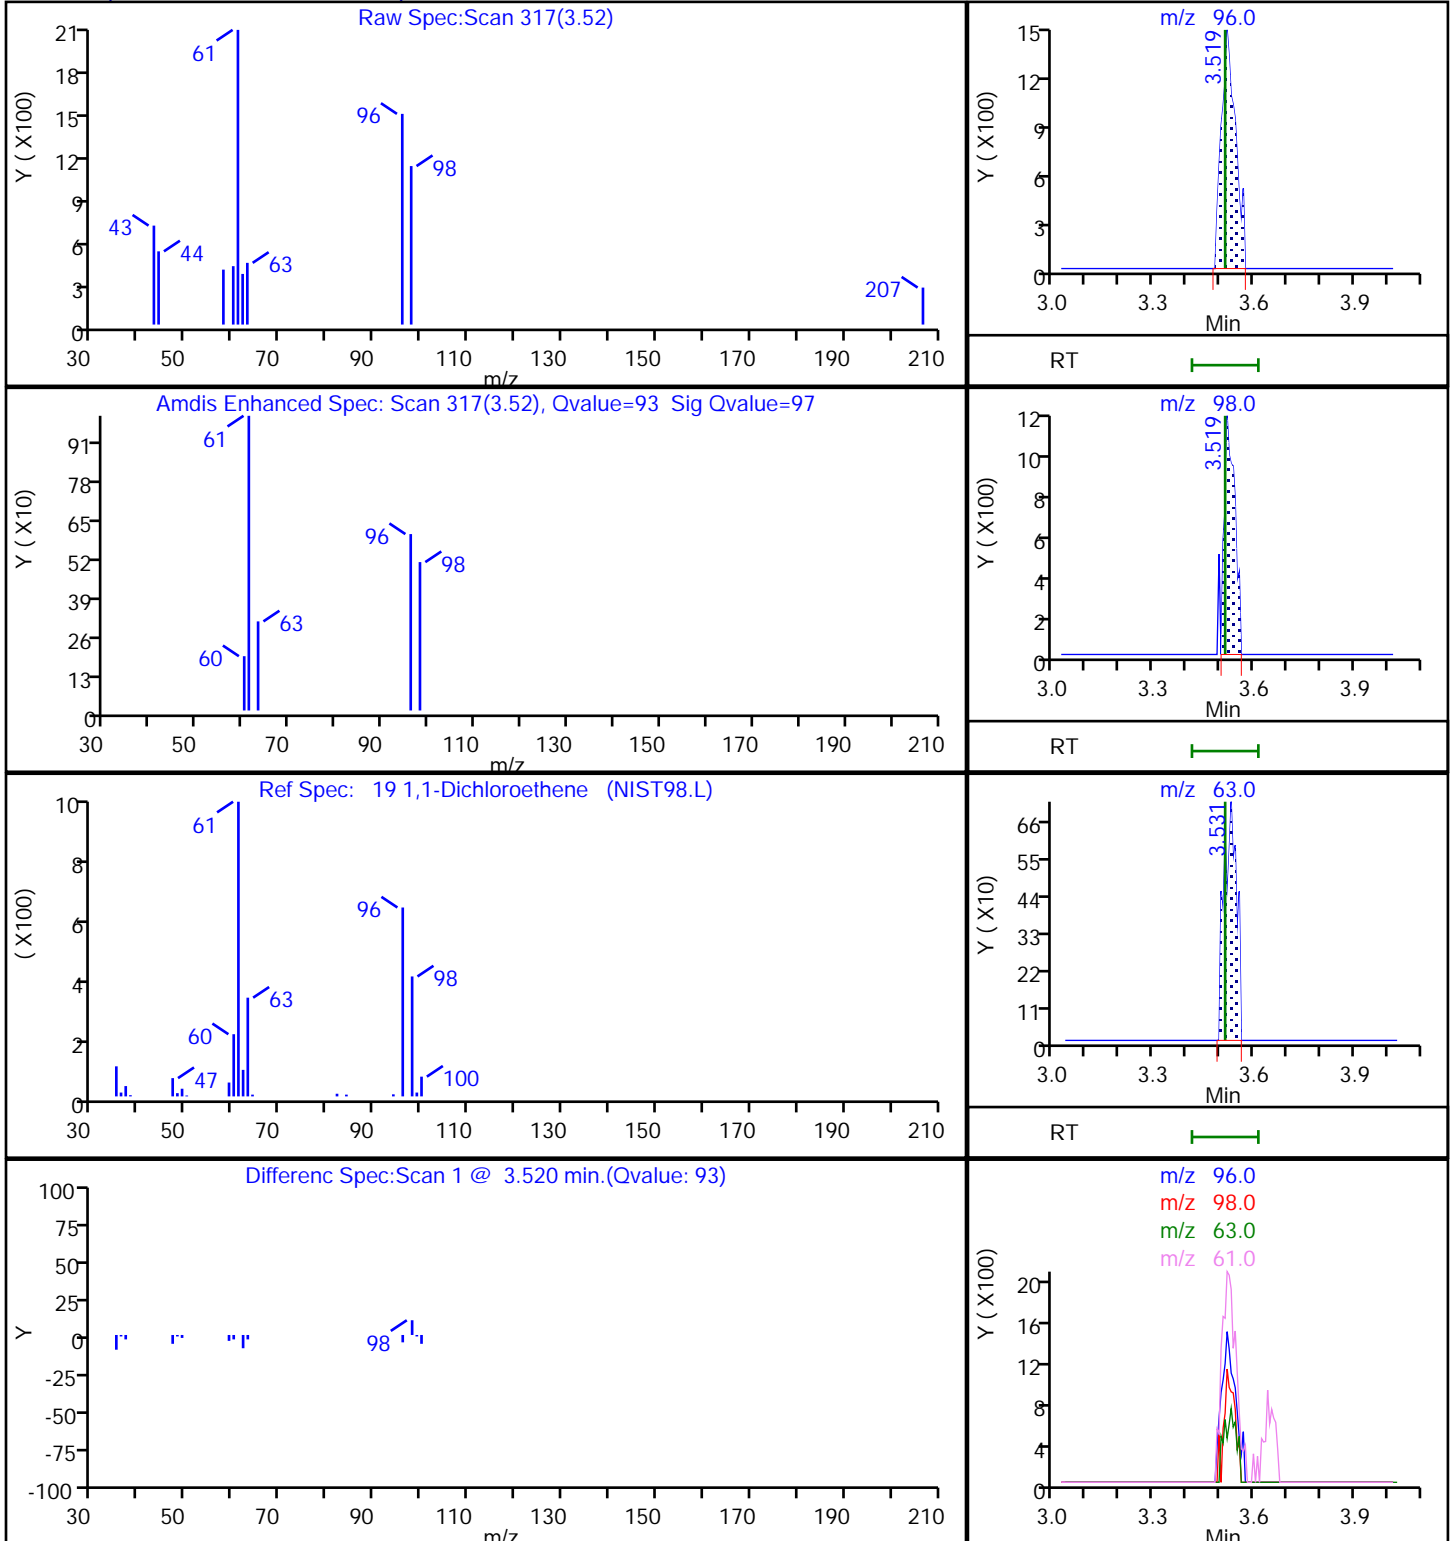 Raw Spec:Scan 317(3.52)
Y ( X100)
21
18
15
12
9
6
3
0
61
96
98
43
44
63
207
30 50 70 90 110 130 150 170 190 210
m/z
m/z 96.0
Y ( X100)
15
12
9
6
3
0
3.519
3.0 3.3 3.6 3.9
Min
RT
Amdis Enhanced Spec: Scan 317(3.52), Qvalue=93 Sig Qvalue=97
Y ( X10)
91
78
65
52
39
26
13
0
61
96
98
63
60
30 50 70 90 110 130 150 170 190 210
m/z
m/z 98.0
Y ( X100)
12
10
8
6
4
2
0
3.519
3.0 3.3 3.6 3.9
Min
RT
Ref Spec: 19 1,1-Dichloroethene (NIST98.L)
( X100)
10
8
6
4
2
0
61
96
98
63
60
47
100
30 50 70 90 110 130 150 170 190 210
m/z 63.0
Y ( X10)
66
55
44
33
22
11
0
3.531
3.0 3.3 3.6 3.9
Min
RT
Differenc Spec:Scan 1 @ 3.520 min.(Qvalue: 93)
Y
100
75
50
25
0
-25
-50
-75
-100
98
30 50 70 90 110 130 150 170 190 210
m/z
m/z 96.0
m/z 98.0
m/z 63.0
m/z 61.0
Y ( X100)
20
16
12
8
4
0
3.0 3.3 3.6 3.9
Min